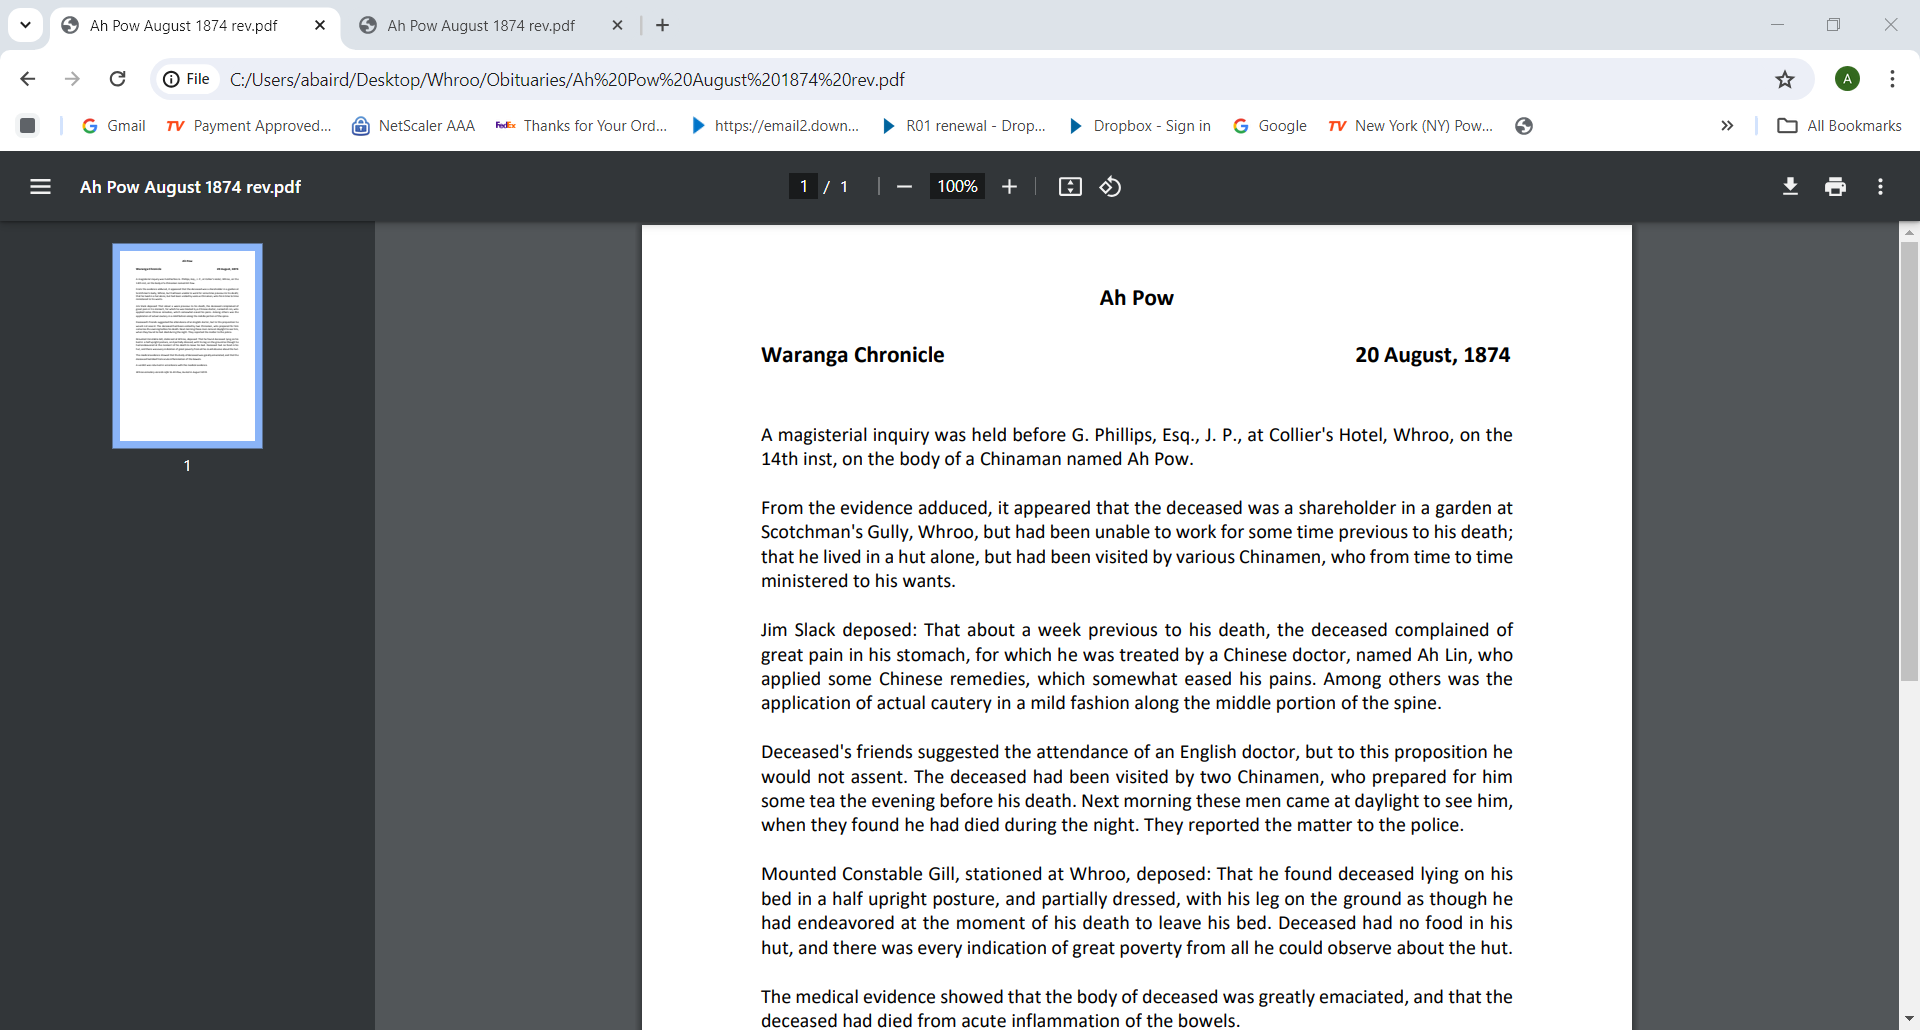 Ah Pow August 1874 rev.pdf
Ah Pow August 1874 rev.pdf
File
C:/Users/abaird/Desktop/Whroo/Obituaries/Ah%20Pow%20August%201874%20rev.pdf
A
Gmail
TV Payment Approved...
NetScaler AAA
FedEx Thanks for Your Ord...
https://email2.down...
R01 renewal - Drop...
Dropbox - Sign in
Google
TV New York (NY) Pow...
All Bookmarks
Ah Pow August 1874 rev.pdf
1 / 1
100%
1
Ah Pow
Waranga Chronicle 20 August, 1874
A magisterial inquiry was held before G. Phillips, Esq., J. P., at Collier's Hotel, Whroo, on the
14th inst, on the body of a Chinaman named Ah Pow.
From the evidence adduced, it appeared that the deceased was a shareholder in a garden at
Scotchman's Gully, Whroo, but had been unable to work for some time previous to his death;
that he lived in a hut alone, but had been visited by various Chinamen, who from time to time
ministered to his wants.
Jim Slack deposed: That about a week previous to his death, the deceased complained of
great pain in his stomach, for which he was treated by a Chinese doctor, named Ah Lin, who
applied some Chinese remedies, which somewhat eased his pains. Among others was the
application of actual cautery in a mild fashion along the middle portion of the spine.
Deceased's friends suggested the attendance of an English doctor, but to this proposition he
would not assent. The deceased had been visited by two Chinamen, who prepared for him
some tea the evening before his death. Next morning these men came at daylight to see him,
when they found he had died during the night. They reported the matter to the police.
Mounted Constable Gill, stationed at Whroo, deposed: That he found deceased lying on his
bed in a half upright posture, and partially dressed, with his leg on the ground as though he
had endeavored at the moment of his death to leave his bed. Deceased had no food in his
hut, and there was every indication of great poverty from all he could observe about the hut.
The medical evidence showed that the body of deceased was greatly emaciated, and that the
deceased had died from acute inflammation of the bowels.